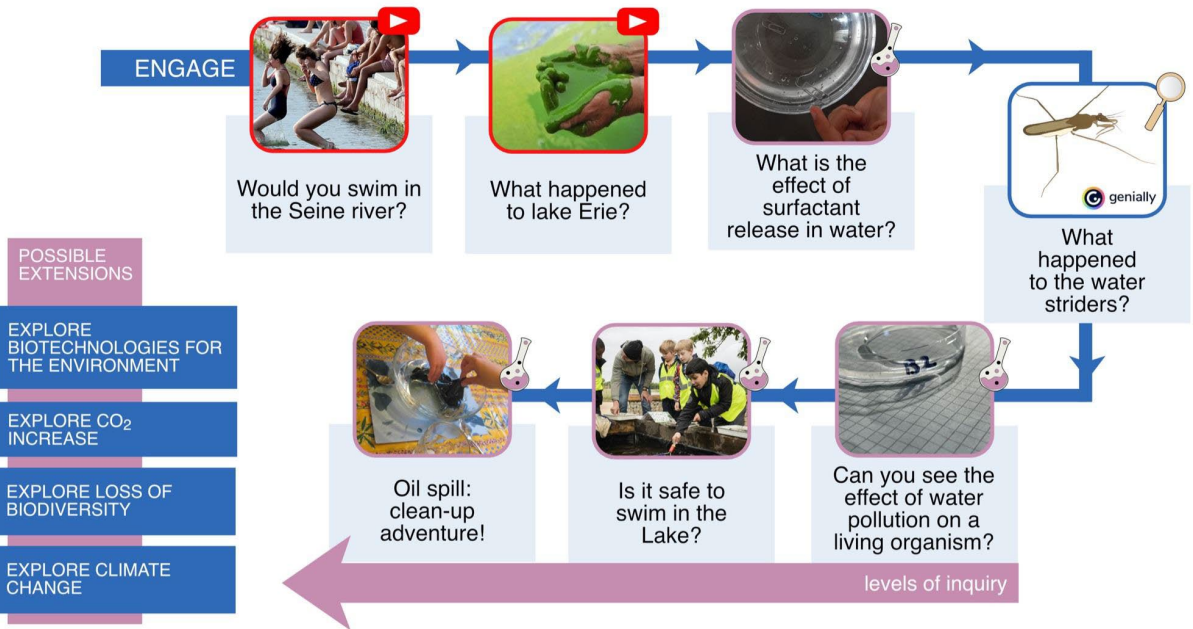 ENGAGE
Would you swim in
the Seine river?
What happened
to lake Erie?
What is the
effect of
surfactant
release in water?
genially
What
happened
to the water
striders?
Can you see the
effect of water
pollution on a
living organism?
B2
Is it safe to
swim in the
Lake?
Oil spill:
clean-up
adventure!
levels of inquiry
POSSIBLE
EXTENSIONS
EXPLORE
BIOTECHNOLOGIES FOR
THE ENVIRONMENT
EXPLORE CO2
INCREASE
EXPLORE LOSS OF
BIODIVERSITY
EXPLORE CLIMATE
CHANGE